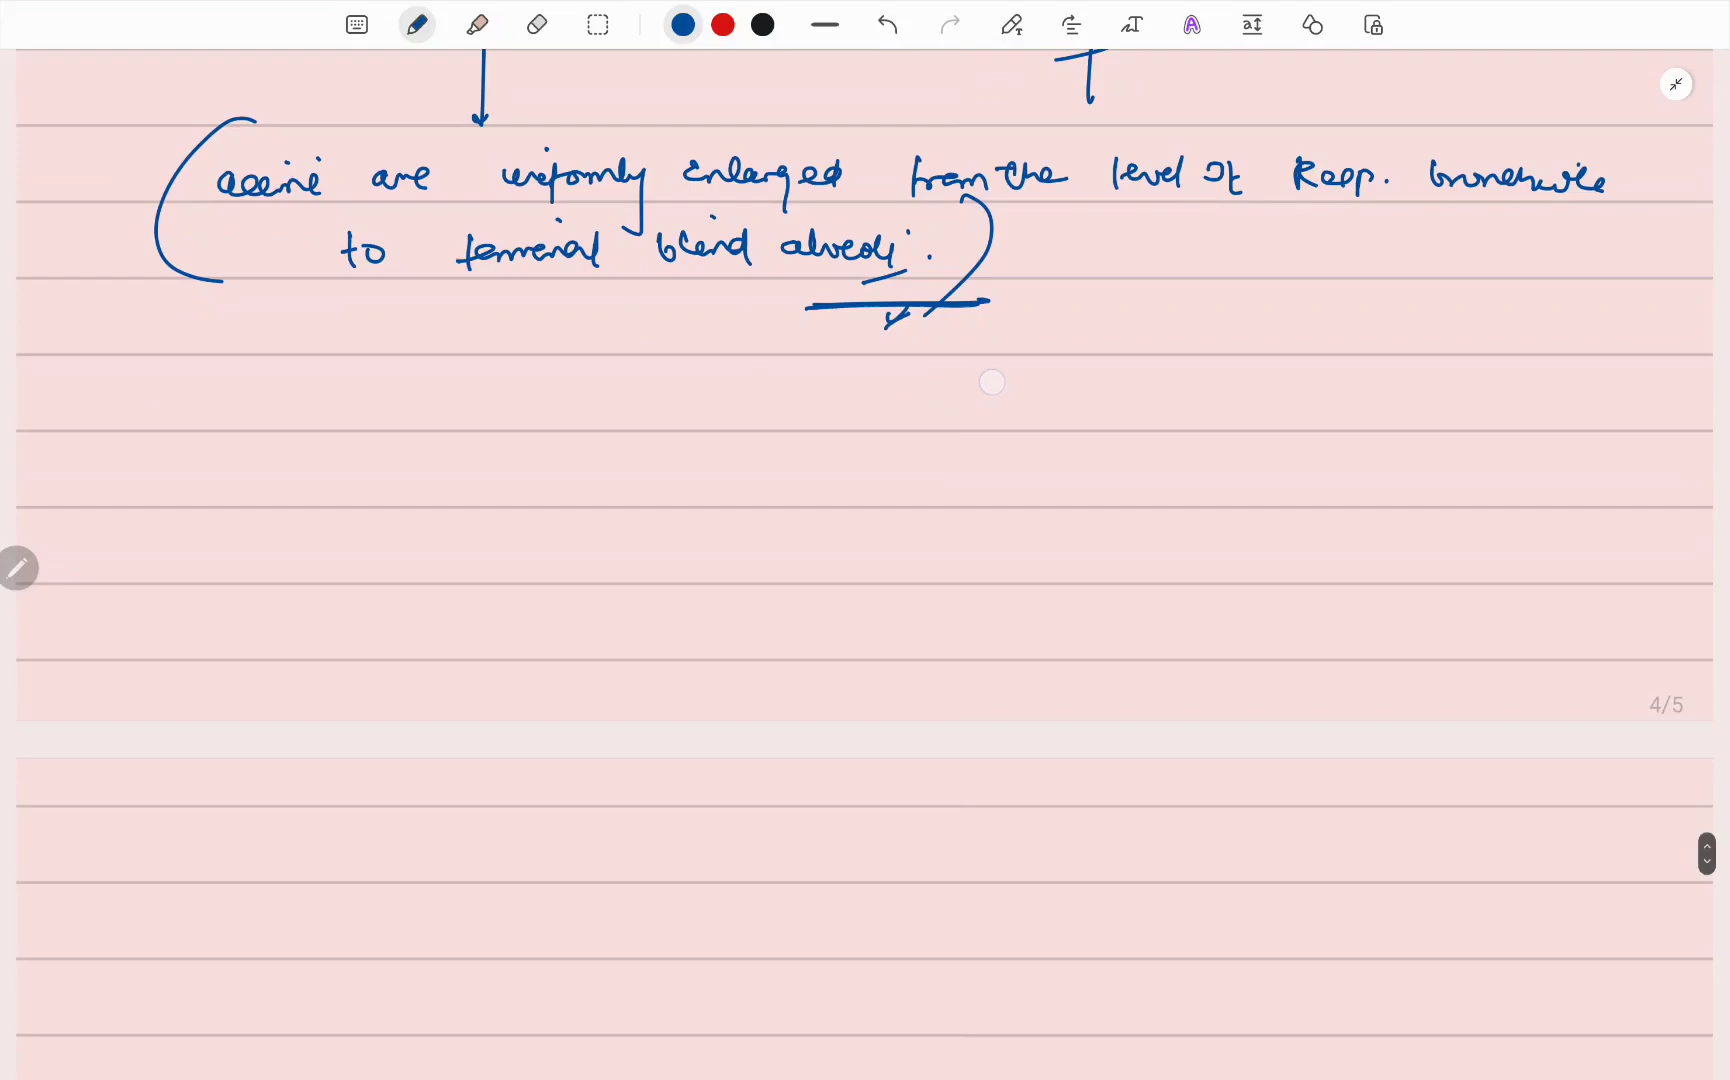 acini are uniformly enlarged from the level of Resp. bronchiole
to terminal blind alveoli.
4/5